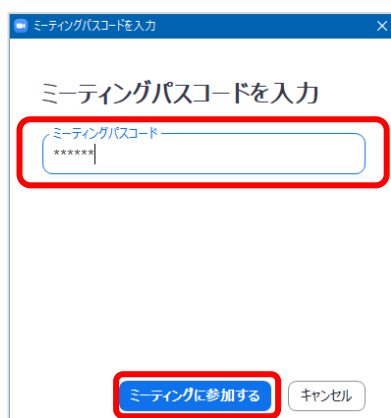 ミーティングパスコードを入力
ミーティングパスコードを入力
ミーティングパスコード
******
ミーティングに参加する
キャンセル